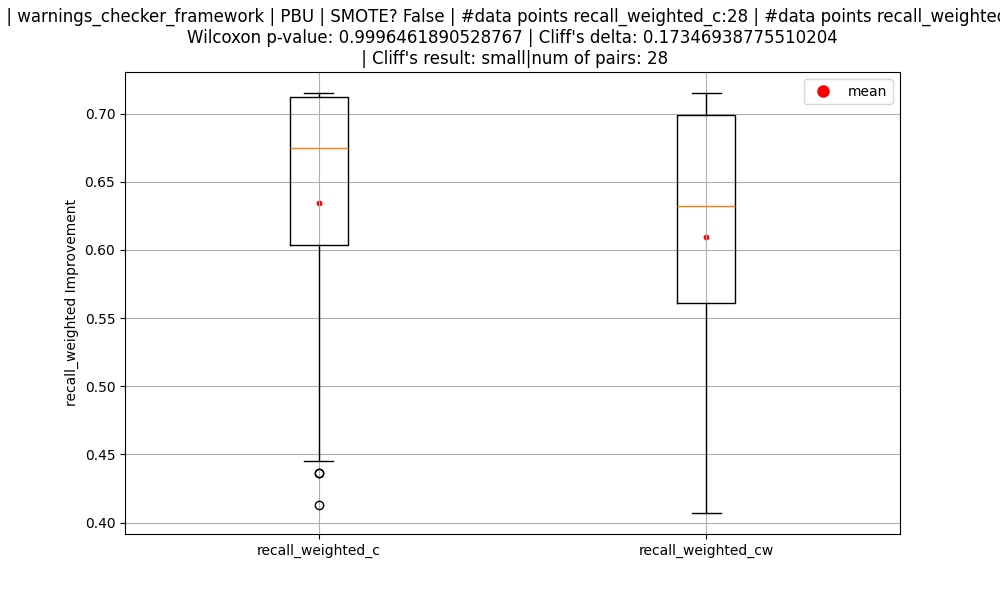 | warnings_checker_framework | PBU | SMOTE? False | #data points recall_weighted_c:28 | #data points recall_weighted
Wilcoxon p-value: 0.9996461890528767 | Cliff's delta: 0.17346938775510204
| Cliff's result: small|num of pairs: 28
mean
recall_weighted Improvement
0.70
0.65
0.60
0.55
0.50
0.45
0.40
recall_weighted_c
recall_weighted_cw